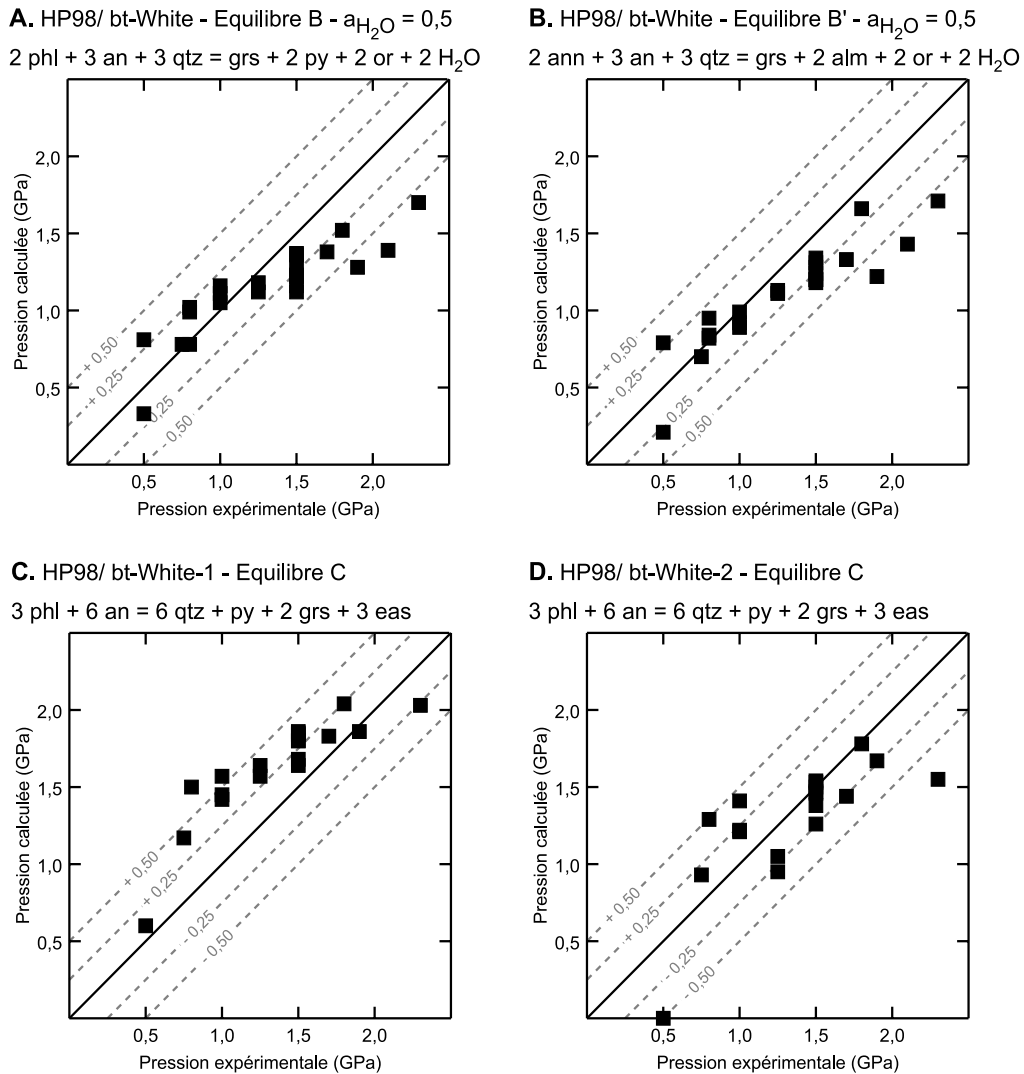 A. HP98/ bt-White - Equilibre B - aH₂O = 0,5
2 phl + 3 an + 3 qtz = grs + 2 py + 2 or + 2 H₂O
Pression calculée (GPa)
2,0
1,5
1,0
0,5
+ 0,50
+ 0,25
- 0,25
- 0,50
0,5 1,0 1,5 2,0
Pression expérimentale (GPa)
B. HP98/ bt-White - Equilibre B' - aH₂O = 0,5
2 ann + 3 an + 3 qtz = grs + 2 alm + 2 or + 2 H₂O
Pression calculée (GPa)
2,0
1,5
1,0
0,5
+ 0,50
+ 0,25
- 0,25
- 0,50
0,5 1,0 1,5 2,0
Pression expérimentale (GPa)
C. HP98/ bt-White-1 - Equilibre C
3 phl + 6 an = 6 qtz + py + 2 grs + 3 eas
Pression calculée (GPa)
2,0
1,5
1,0
0,5
+ 0,50
+ 0,25
- 0,25
- 0,50
0,5 1,0 1,5 2,0
Pression expérimentale (GPa)
D. HP98/ bt-White-2 - Equilibre C
3 phl + 6 an = 6 qtz + py + 2 grs + 3 eas
Pression calculée (GPa)
2,0
1,5
1,0
0,5
+ 0,50
+ 0,25
- 0,25
- 0,50
0,5 1,0 1,5 2,0
Pression expérimentale (GPa)